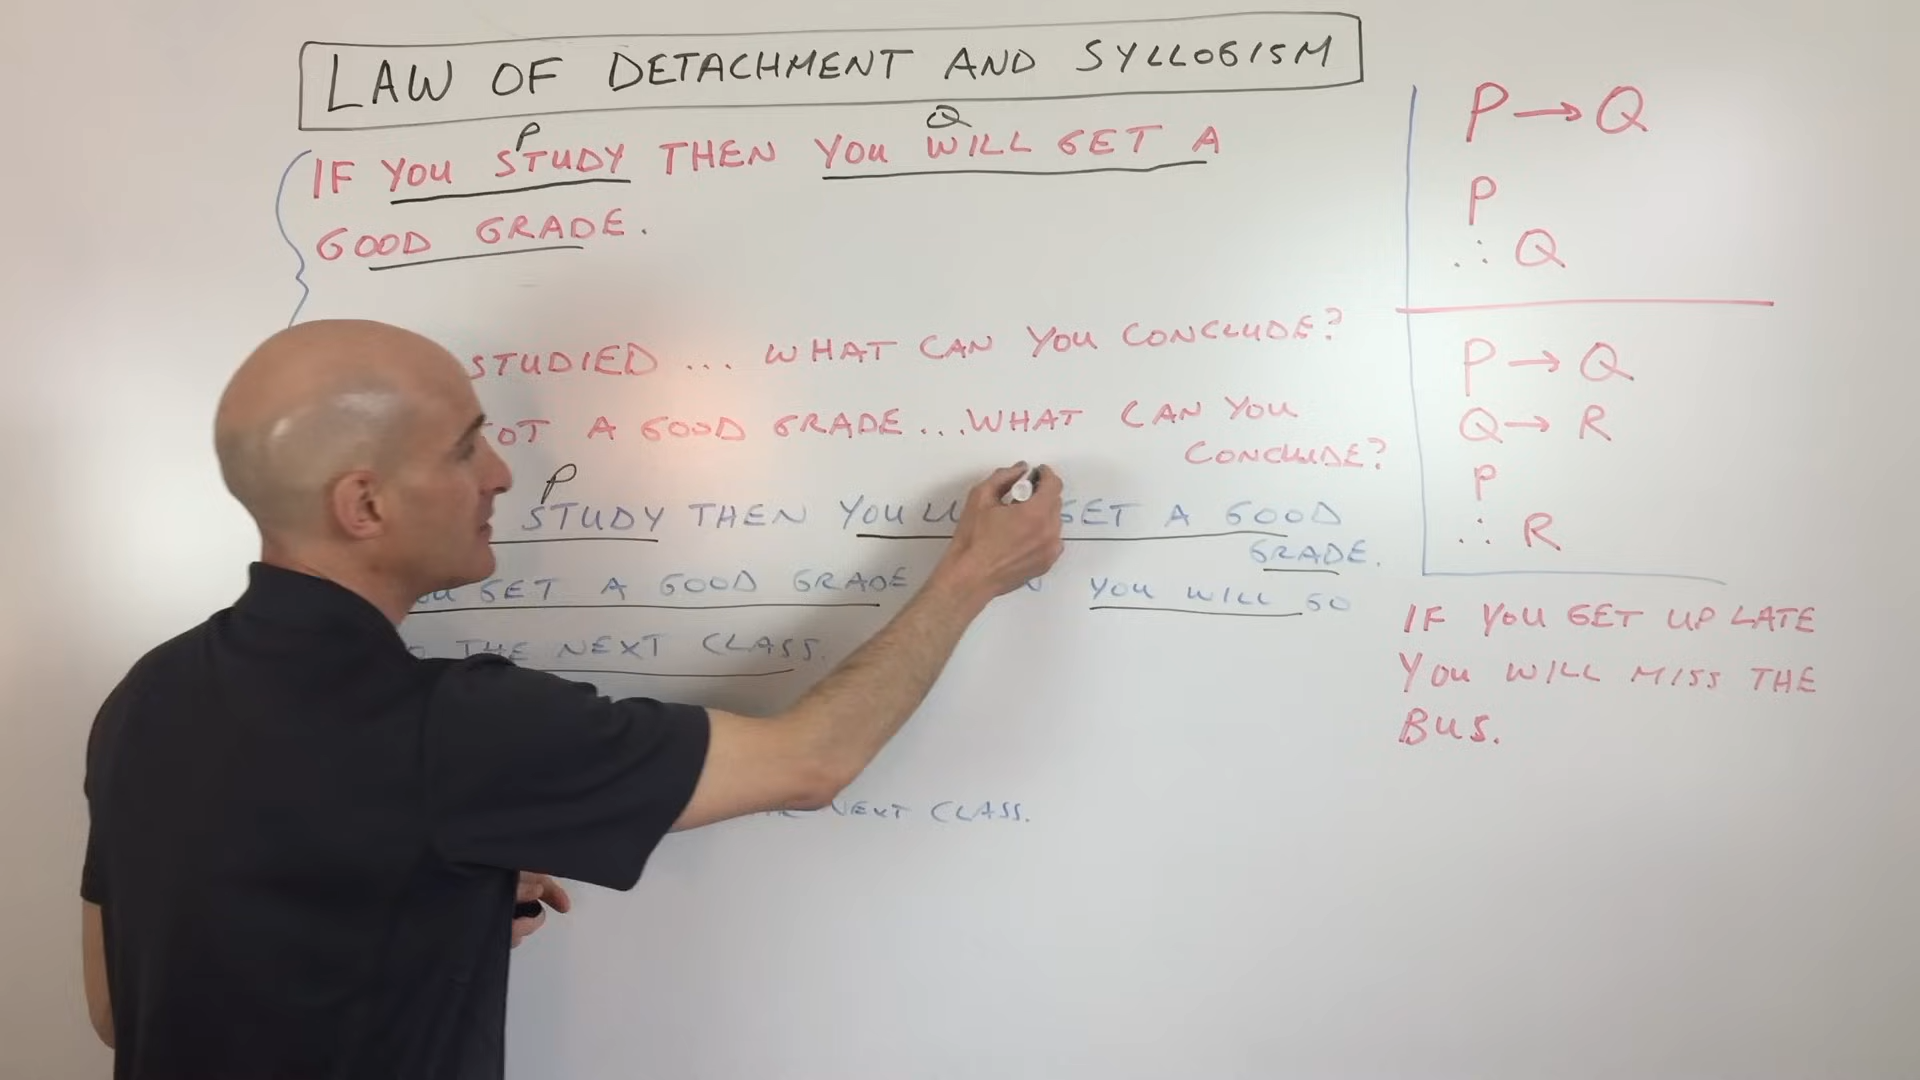 LAW OF DETACHMENT AND SYLLOGISM
P Q
IF YOU STUDY THEN YOU WILL GET A
GOOD GRADE.
STUDIED ... WHAT CAN YOU CONCLUDE?
A GOOD GRADE...WHAT CAN YOU
CONCLUDE?
P
STUDY THEN YOU GET A GOOD
GRADE.
GET A GOOD GRADE YOU WILL GO
THE NEXT CLASS.
NEXT CLASS.
P → Q
P
∴ Q
P → Q
Q → R
P
∴ R
IF YOU GET UP LATE
YOU WILL MISS THE
BUS.